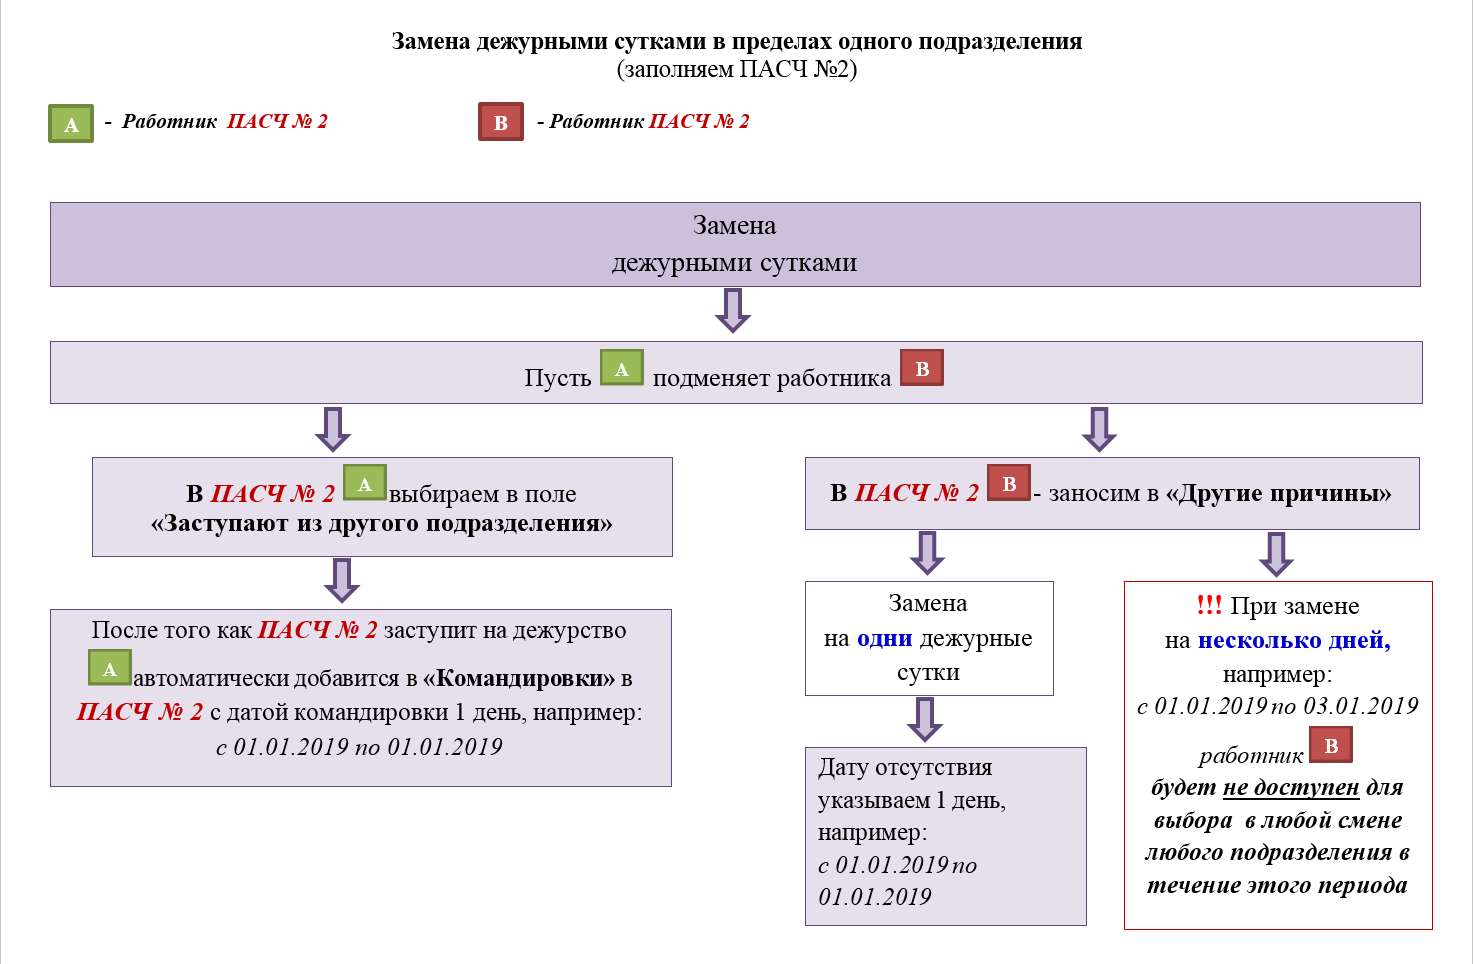 Замена дежурными сутками в пределах одного подразделения
(заполняем ПАСЧ №2)
А - Работник ПАСЧ № 2
В - Работник ПАСЧ № 2
Замена
дежурными сутками
Пусть А подменяет работника В
В ПАСЧ № 2 А выбираем в поле
«Заступают из другого подразделения»
После того как ПАСЧ № 2 заступит на дежурство
А автоматически добавится в «Командировки» в
ПАСЧ № 2 с датой командировки 1 день, например:
с 01.01.2019 по 01.01.2019
В ПАСЧ № 2 В - заносим в «Другие причины»
Замена
на одни дежурные
сутки
Дату отсутствия
указываем 1 день,
например:
с 01.01.2019 по
01.01.2019
!!! При замене
на несколько дней,
например:
с 01.01.2019 по 03.01.2019
работник В
будет не доступен для
выбора в любой смене
любого подразделения в
течение этого периода